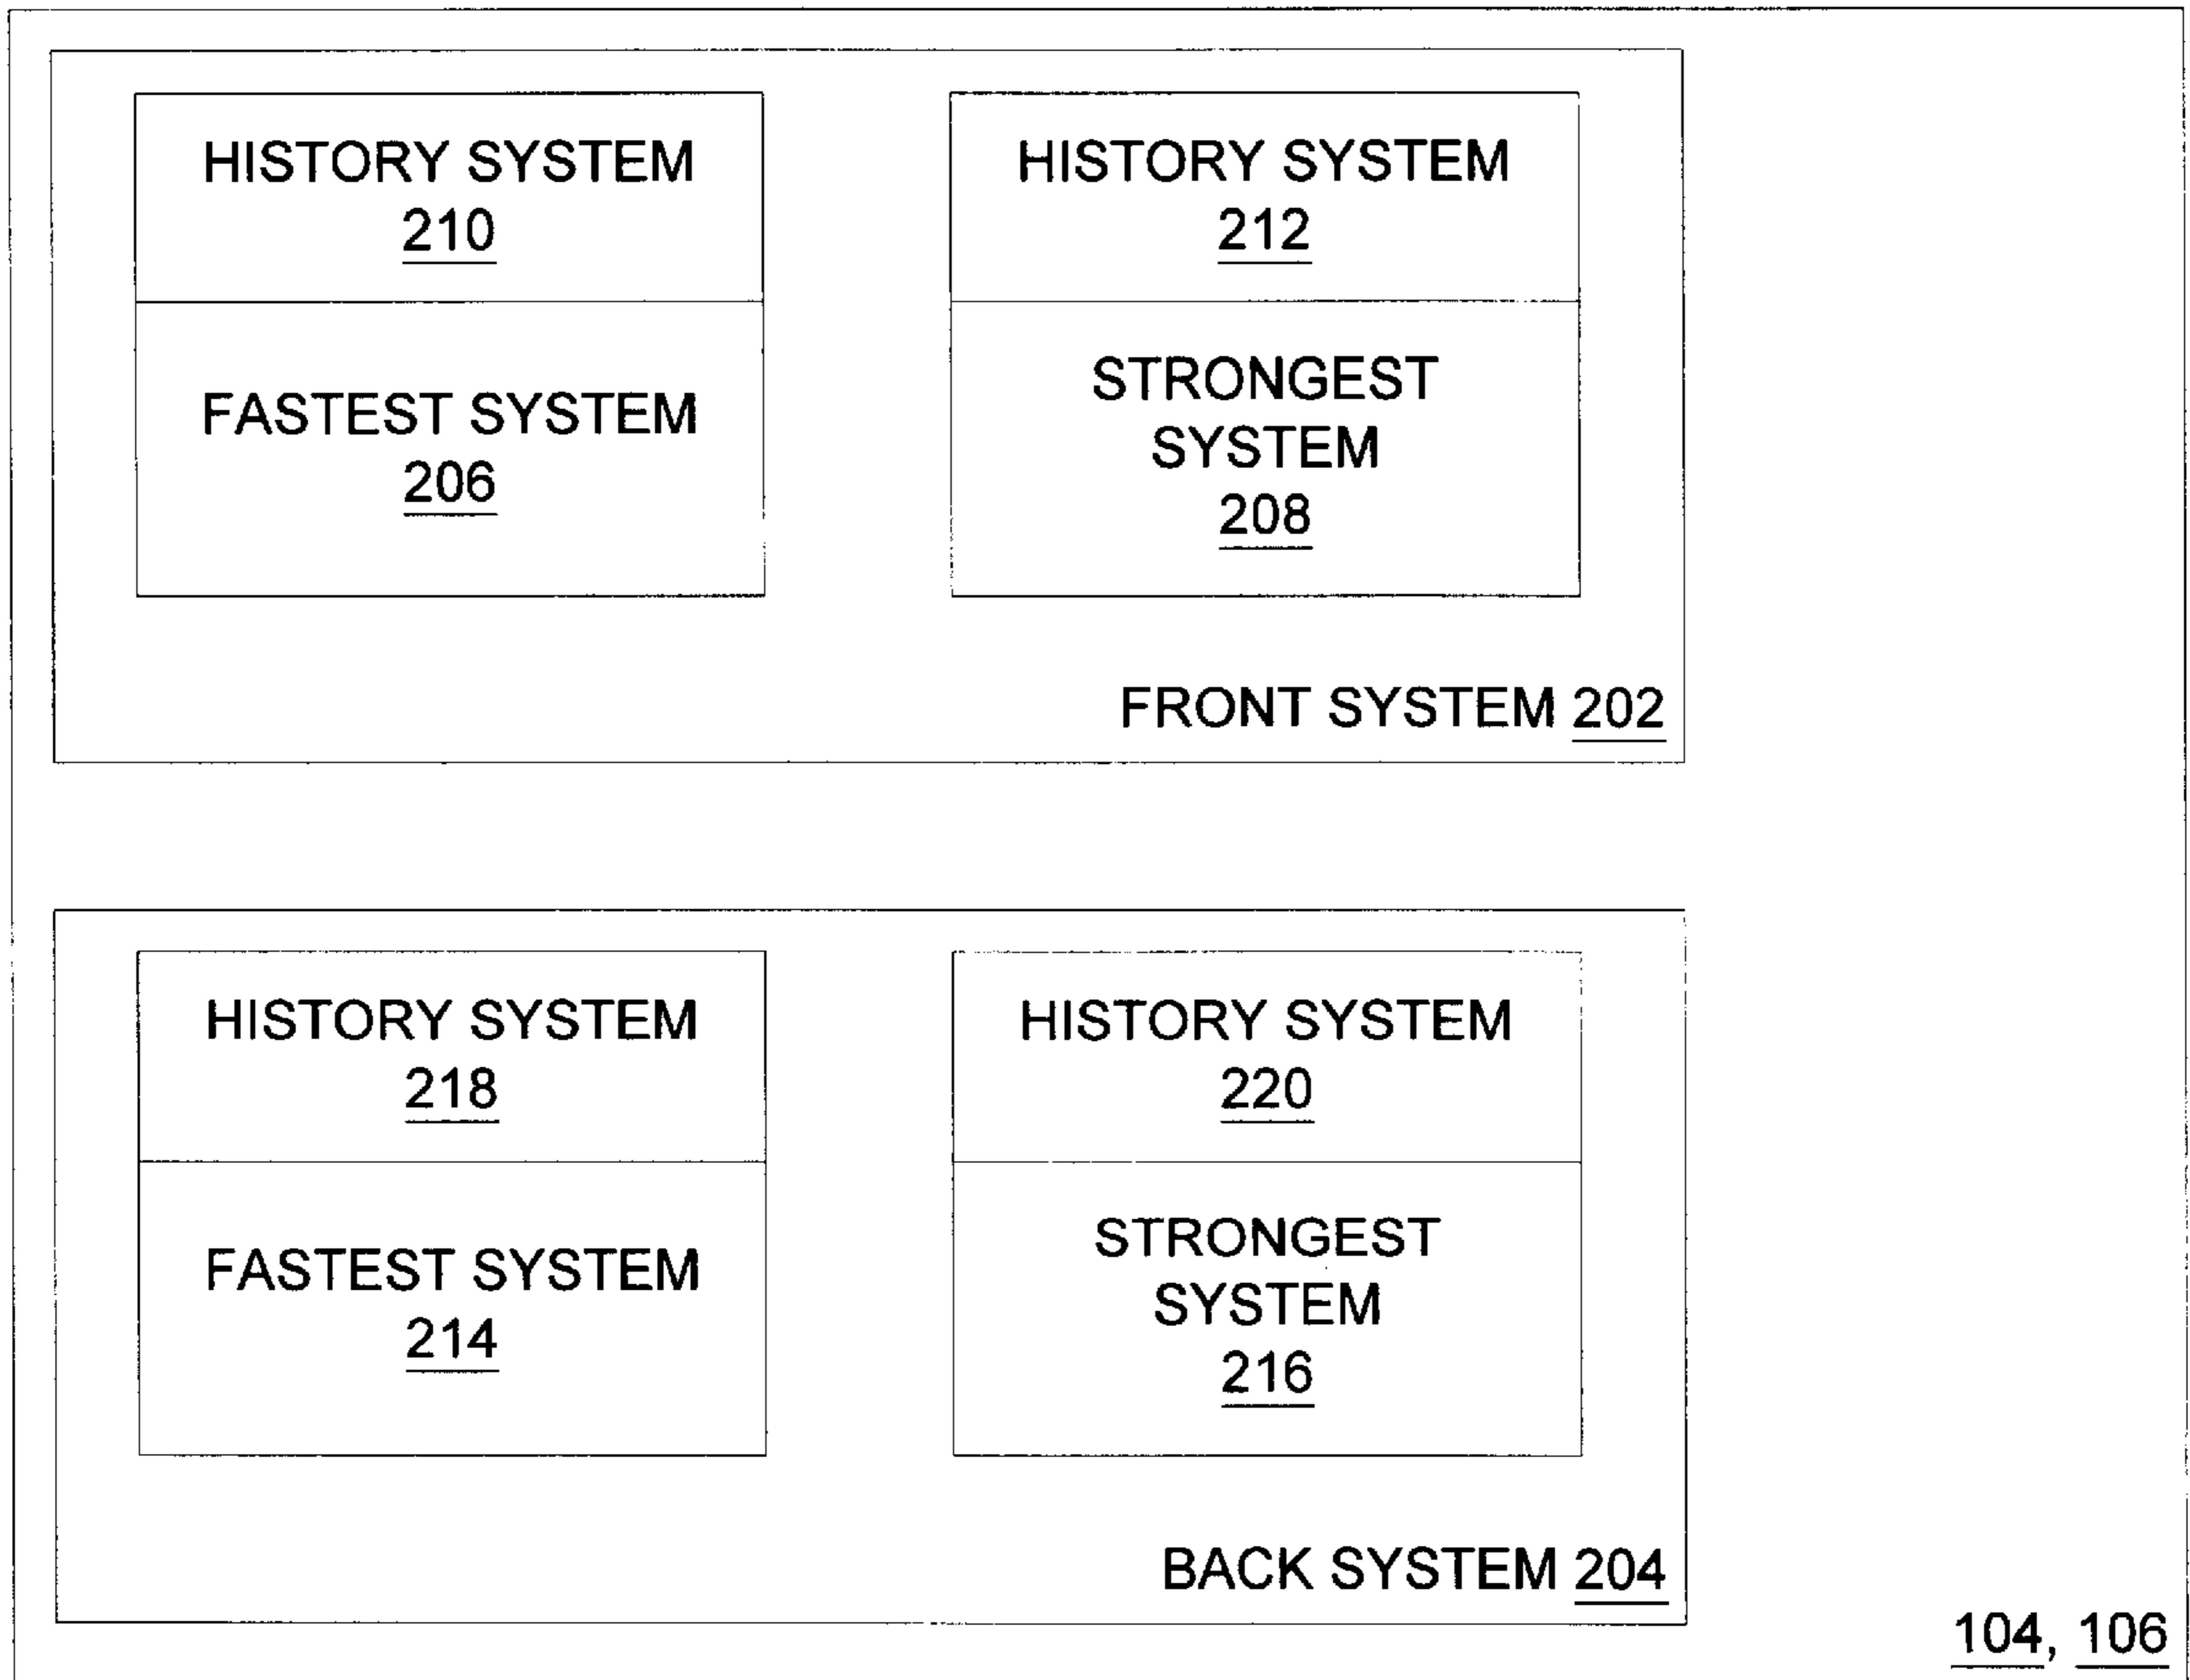 HISTORY SYSTEM
210
FASTEST SYSTEM
206
HISTORY SYSTEM
212
STRONGEST
SYSTEM
208
FRONT SYSTEM 202
HISTORY SYSTEM
218
FASTEST SYSTEM
214
HISTORY SYSTEM
220
STRONGEST
SYSTEM
216
BACK SYSTEM 204
104, 106